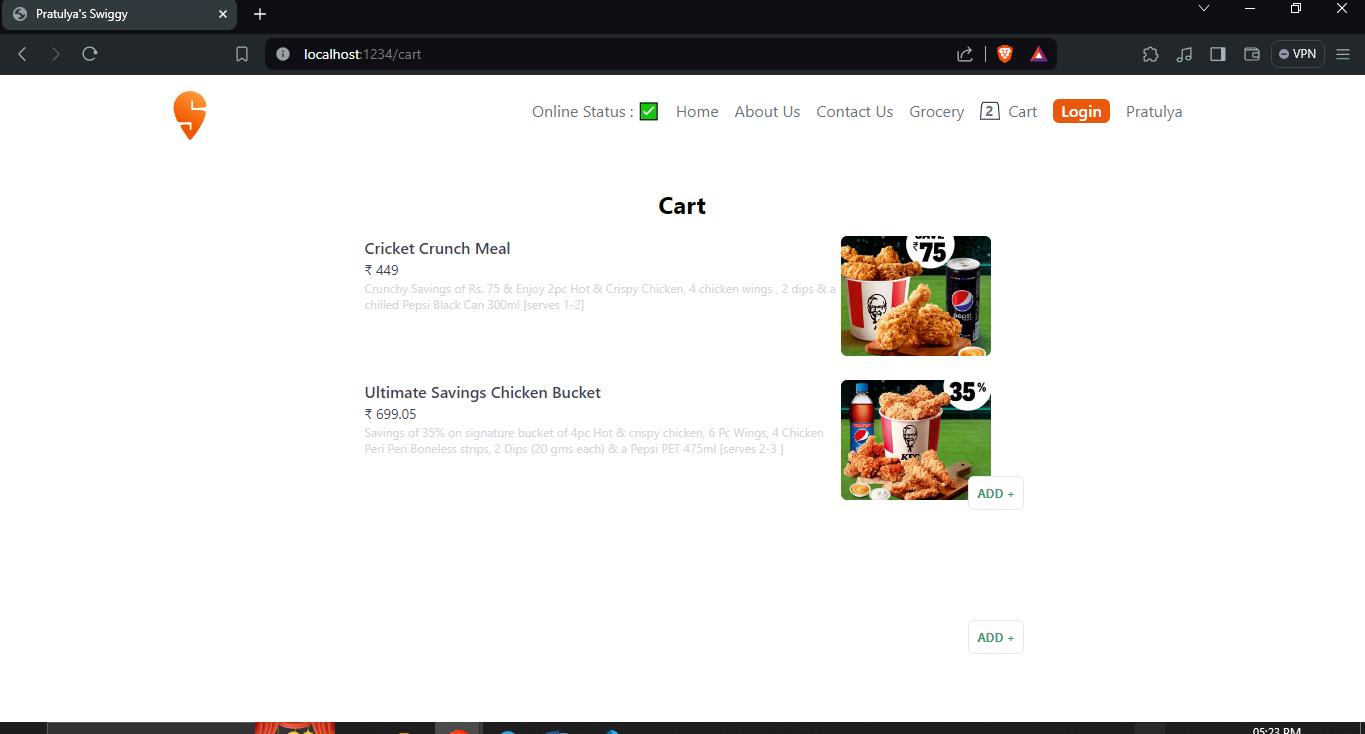 Pratulya's Swiggy
localhost:1234/cart
VPN
Online Status : ✅ Home About Us Contact Us Grocery 2 Cart Login Pratulya
Cart
Cricket Crunch Meal
₹ 449
Crunchy Savings of Rs. 75 & Enjoy 2pc Hot & Crispy Chicken, 4 chicken wings , 2 dips & a
chilled Pepsi Black Can 300ml [serves 1-2]
SAVE
₹75
pepsi
Ultimate Savings Chicken Bucket
₹ 699.05
Savings of 35% on signature bucket of 4pc Hot & crispy chicken, 6 Pc Wings, 4 Chicken
Peri Peri Boneless strips, 2 Dips (20 gms each) & a Pepsi PET 475ml [serves 2-3 ]
35%
KFC
ADD +
ADD +
05:23 PM